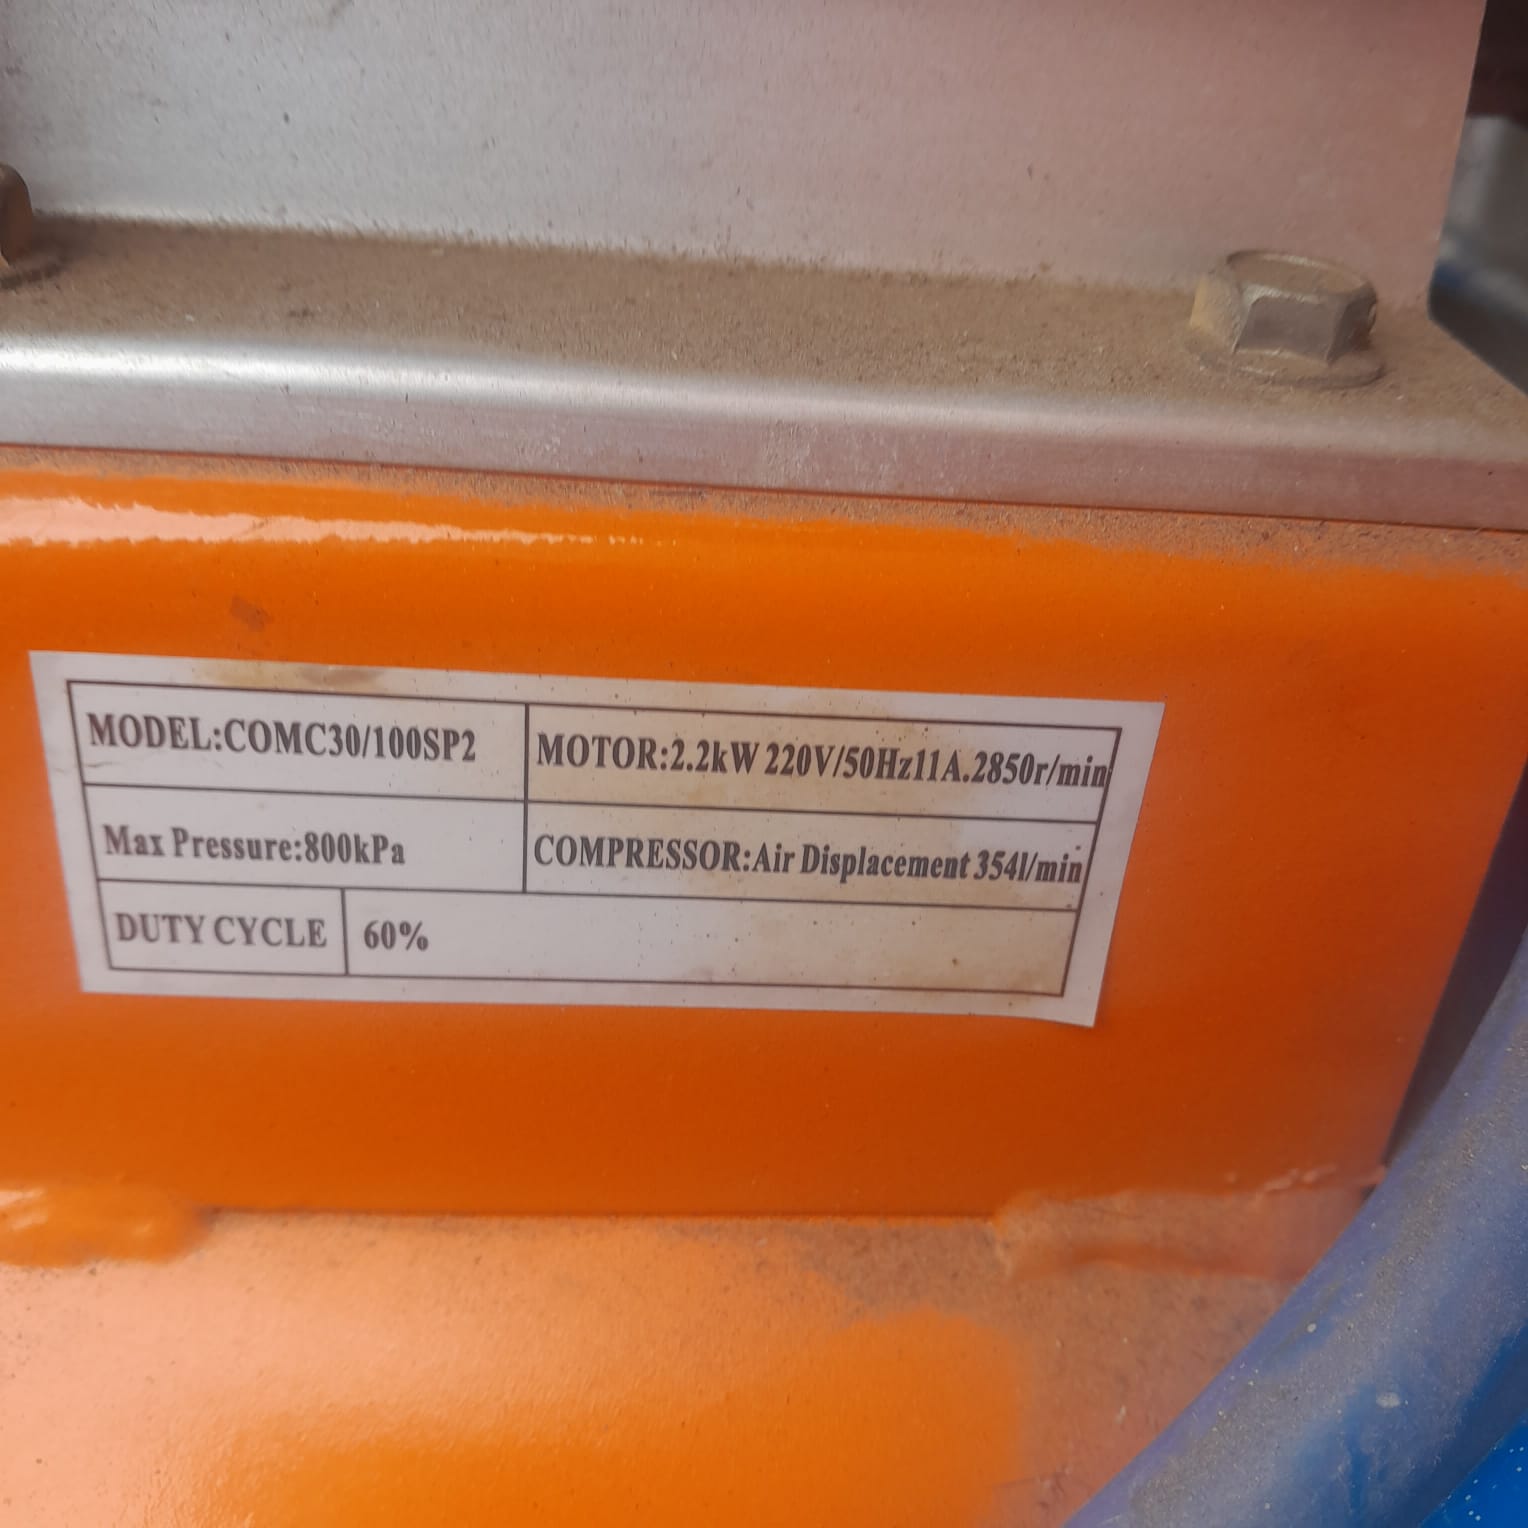 MODEL:COMC30/100SP2
MOTOR:2.2kW 220V/50Hz11A.2850r/min
Max Pressure:800kPa
COMPRESSOR:Air Displacement 354l/min
DUTY CYCLE
60%